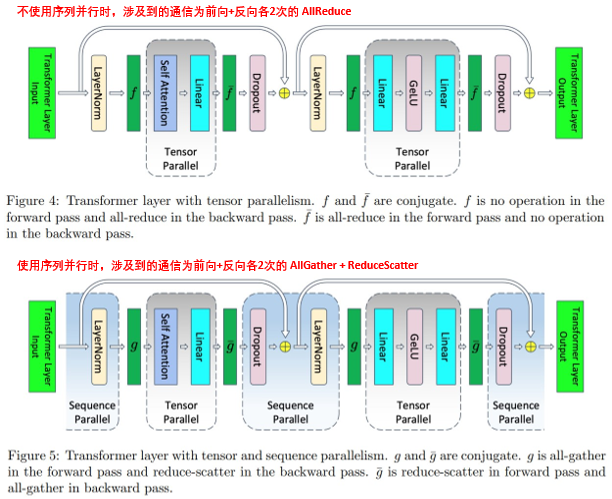 不使用序列并行时，涉及到的通信为前向+反向各2次的 AllReduce
Transformer Layer Input
LayerNorm
f
Self Attention
Linear
f̄
Dropout
LayerNorm
f
Linear
GeLU
Linear
f̄
Dropout
Transformer Layer Output
Tensor Parallel
Tensor Parallel
Figure 4: Transformer layer with tensor parallelism. f and f̄ are conjugate. f is no operation in the
forward pass and all-reduce in the backward pass. f̄ is all-reduce in the forward pass and no operation
in the backward pass.
使用序列并行时，涉及到的通信为前向+反向各2次的 AllGather + ReduceScatter
Transformer Layer Input
LayerNorm
g
Self Attention
Linear
ḡ
Dropout
LayerNorm
g
Linear
GeLU
Linear
ḡ
Dropout
Transformer Layer Output
Sequence Parallel
Tensor Parallel
Sequence Parallel
Tensor Parallel
Sequence Parallel
Figure 5: Transformer layer with tensor and sequence parallelism. g and ḡ are conjugate. g is all-gather
in the forward pass and reduce-scatter in the backward pass. ḡ is reduce-scatter in forward pass and
all-gather in backward pass.